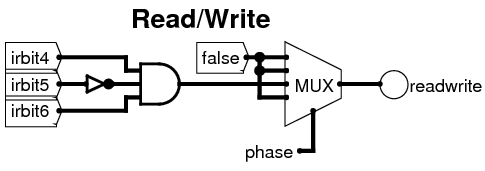 Read/Write
irbit4
false
irbit5
MUX
readwrite
irbit6
phase